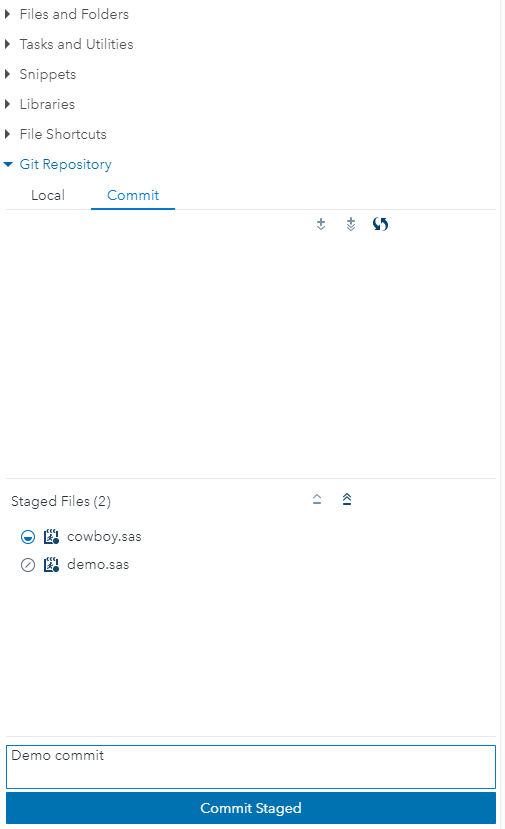 Files and Folders
Tasks and Utilities
Snippets
Libraries
File Shortcuts
Git Repository
Local Commit
Staged Files (2)
cowboy.sas
demo.sas
Demo commit
Commit Staged